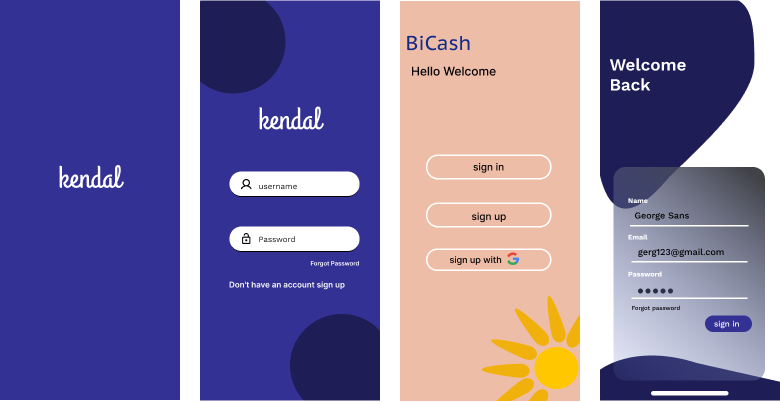 kendal
kendal
username
Password
Forgot Password
Don't have an account sign up
BiCash
Hello Welcome
sign in
sign up
sign up with
Welcome
Back
Name
George Sans
Email
gerg123@gmail.com
Password
Forgot password
sign in